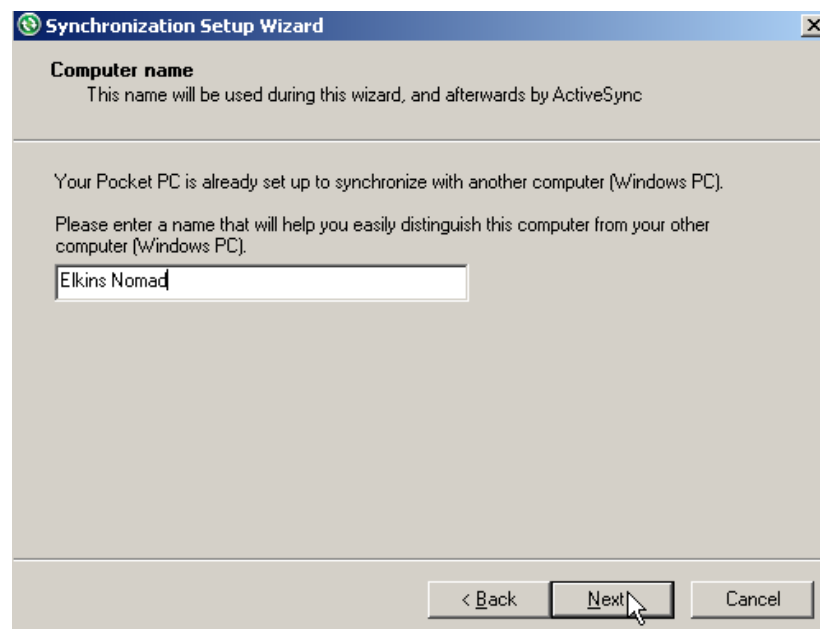 Synchronization Setup Wizard
Computer name
This name will be used during this wizard, and afterwards by ActiveSync
Your Pocket PC is already set up to synchronize with another computer (Windows PC).
Please enter a name that will help you easily distinguish this computer from your other
computer (Windows PC).
Elkins Nomad
< Back Next > Cancel